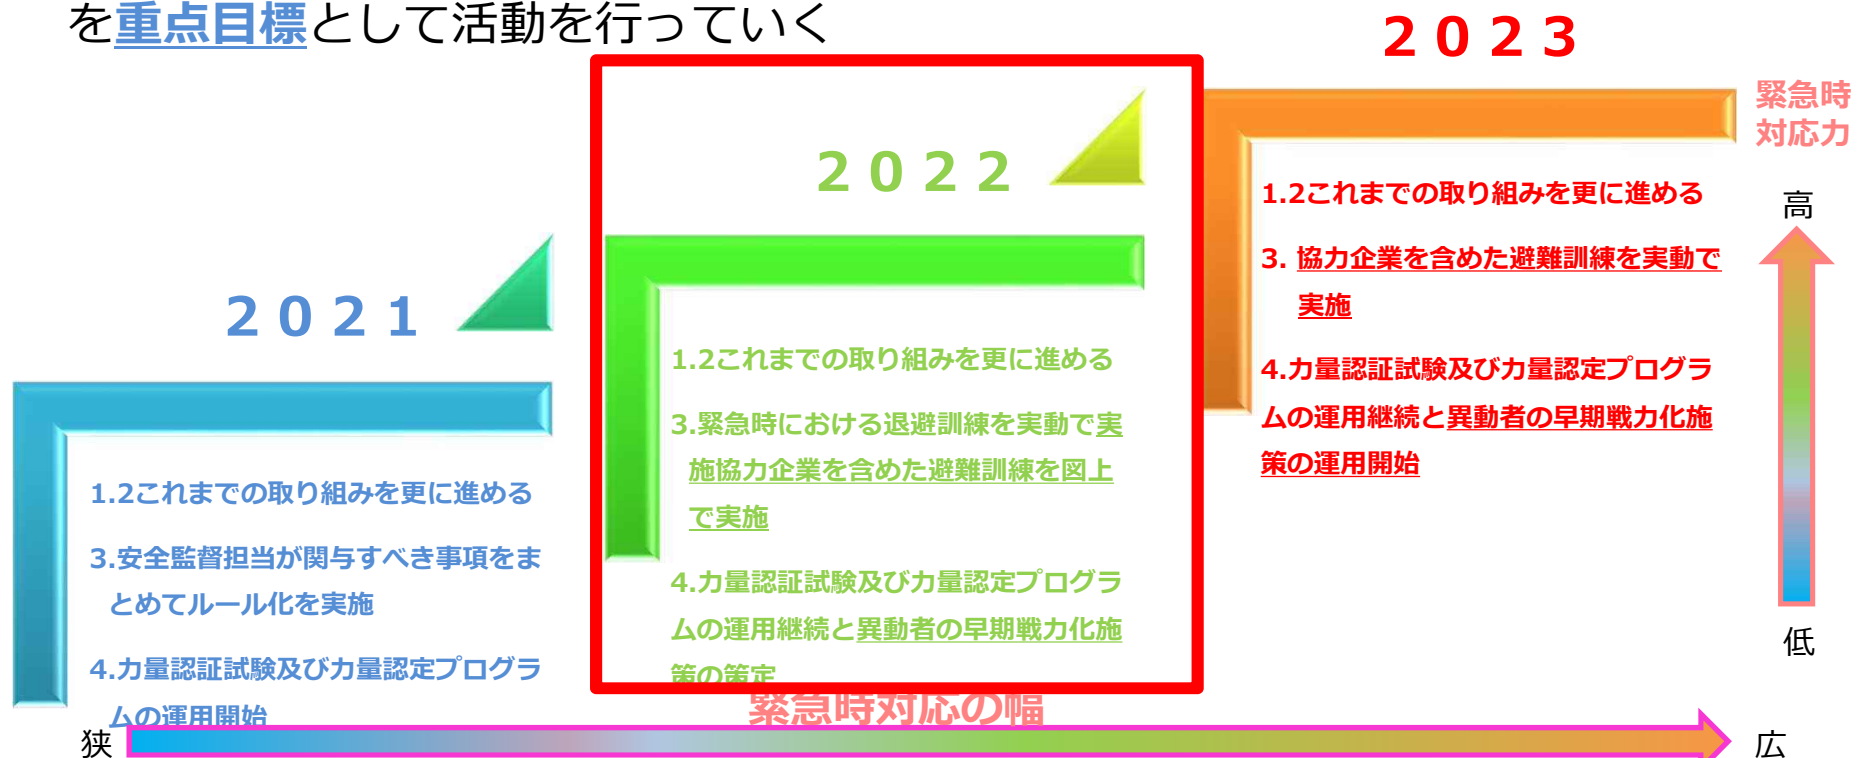 を重点目標として活動を行っていく
２０２１
1.2これまでの取り組みを更に進める
3.安全監督担当が関与すべき事項をま
とめてルール化を実施
4.力量認証試験及び力量認定プログラ
ムの運用開始
２０２２
1.2これまでの取り組みを更に進める
3.緊急時における退避訓練を実動で実
施協力企業を含めた避難訓練を図上
で実施
4.力量認証試験及び力量認定プログラ
ムの運用継続と異動者の早期戦力化施
策の策定
２０２３
1.2これまでの取り組みを更に進める
3. 協力企業を含めた避難訓練を実動で
実施
4.力量認証試験及び力量認定プログラ
ムの運用継続と異動者の早期戦力化施
策の運用開始
緊急時
対応力
高
低
緊急時対応の幅
狭
広